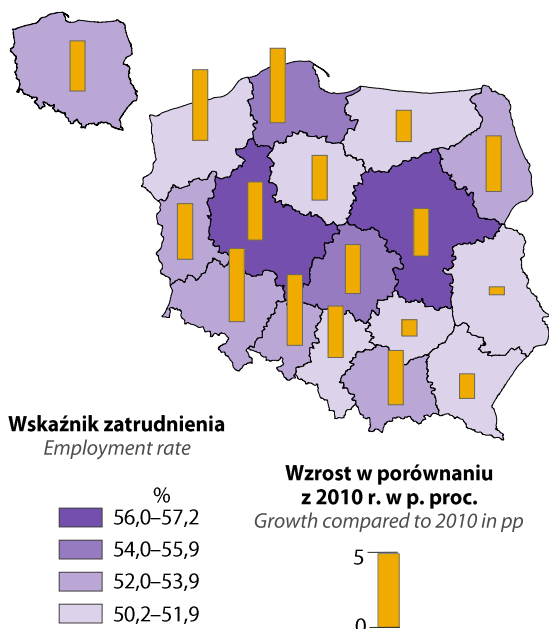 Wskaźnik zatrudnienia
Employment rate
%
56,0–57,2
54,0–55,9
52,0–53,9
50,2–51,9
Wzrost w porównaniu
z 2010 r. w p. proc.
Growth compared to 2010 in pp
5
0